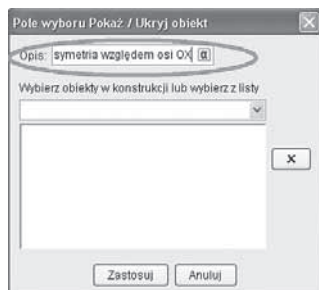 Pole wyboru Pokaż / Ukryj obiekt
Opis: symetria względem osi OX α
Wybierz obiekty w konstrukcji lub wybierz z listy
x
Zastosuj Anuluj